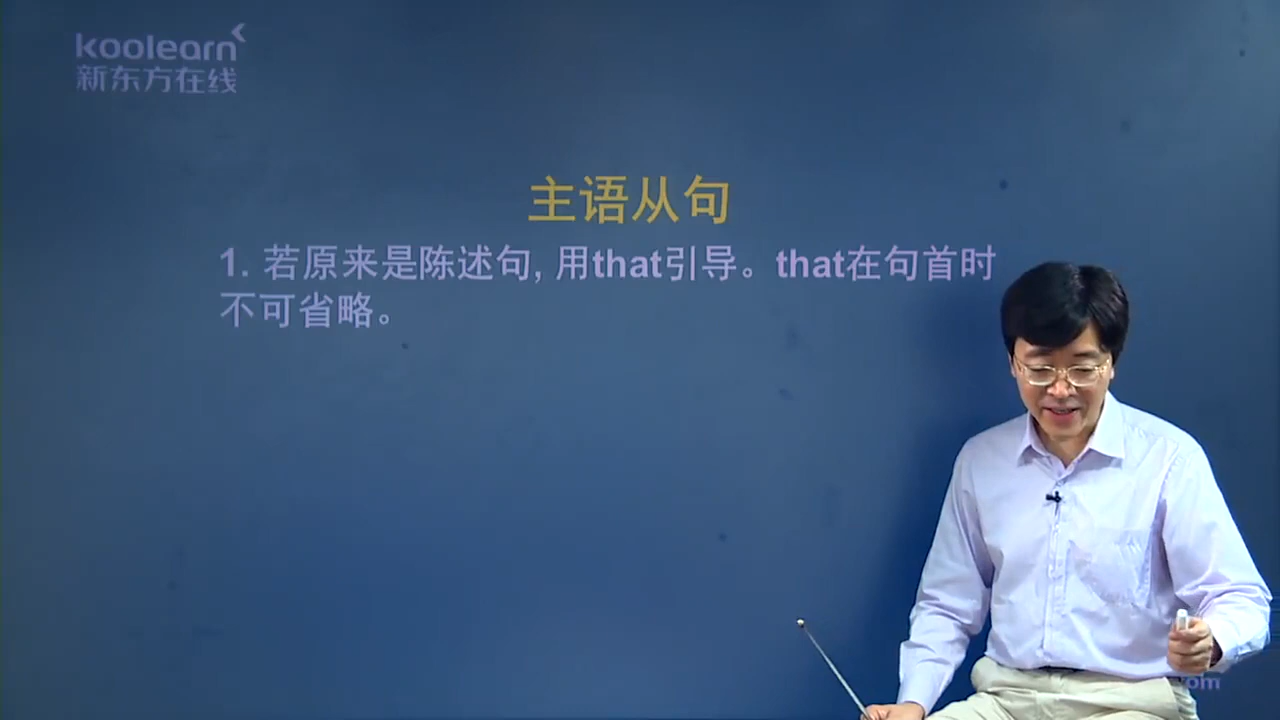 koolearn
新东方在线
主语从句
1. 若原来是陈述句, 用that引导。that在句首时
不可省略。
om